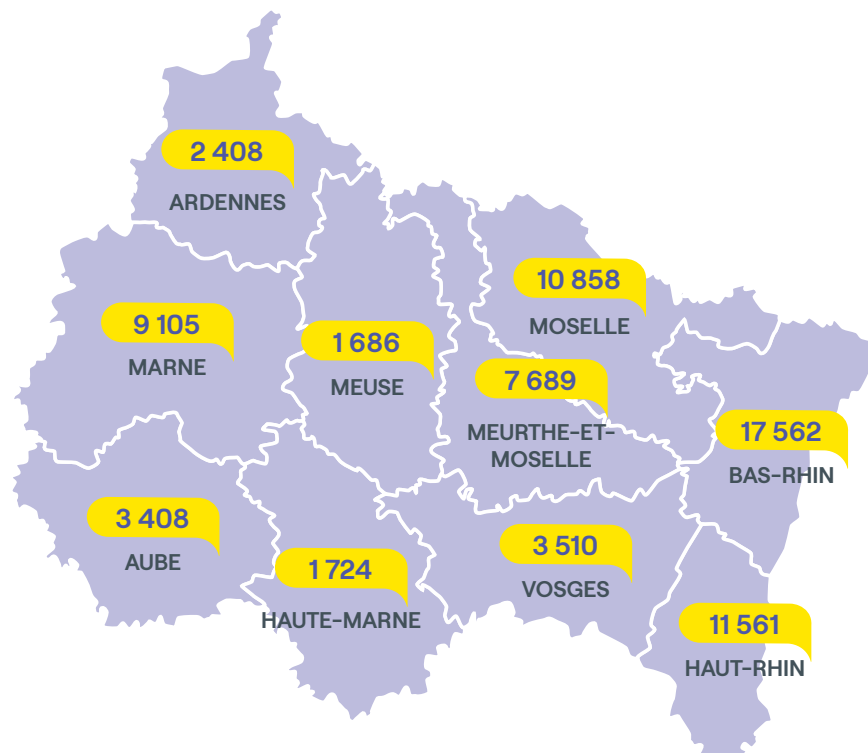 2 408
ARDENNES
10 858
MOSELLE
9 105
MARNE
1 686
MEUSE
7 689
MEURTHE-ET-
MOSELLE
17 562
BAS-RHIN
3 408
AUBE
1 724
HAUTE-MARNE
3 510
VOSGES
11 561
HAUT-RHIN